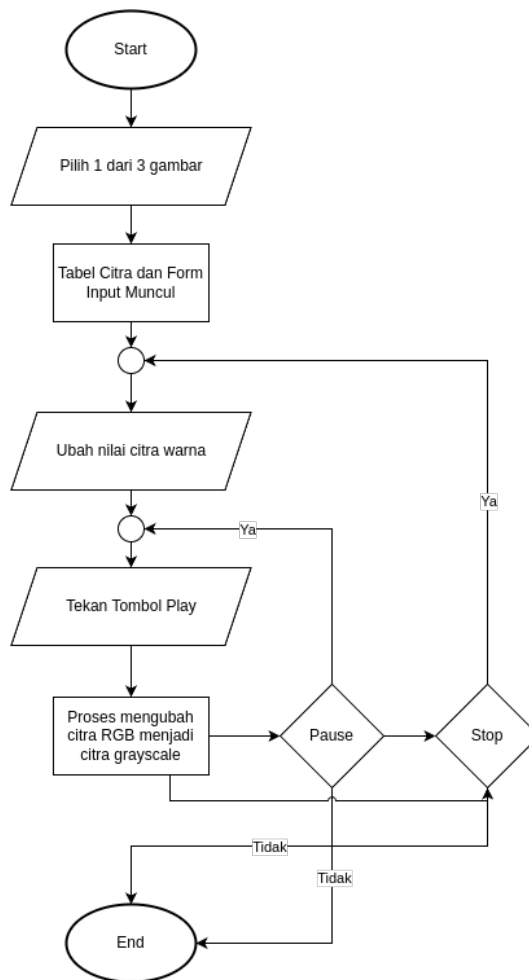 Start
Pilih 1 dari 3 gambar
Tabel Citra dan Form
Input Muncul
Ubah nilai citra warna
Ya
Ya
Tekan Tombol Play
Proses mengubah
citra RGB menjadi
citra grayscale
Pause
Stop
Tidak
Tidak
End